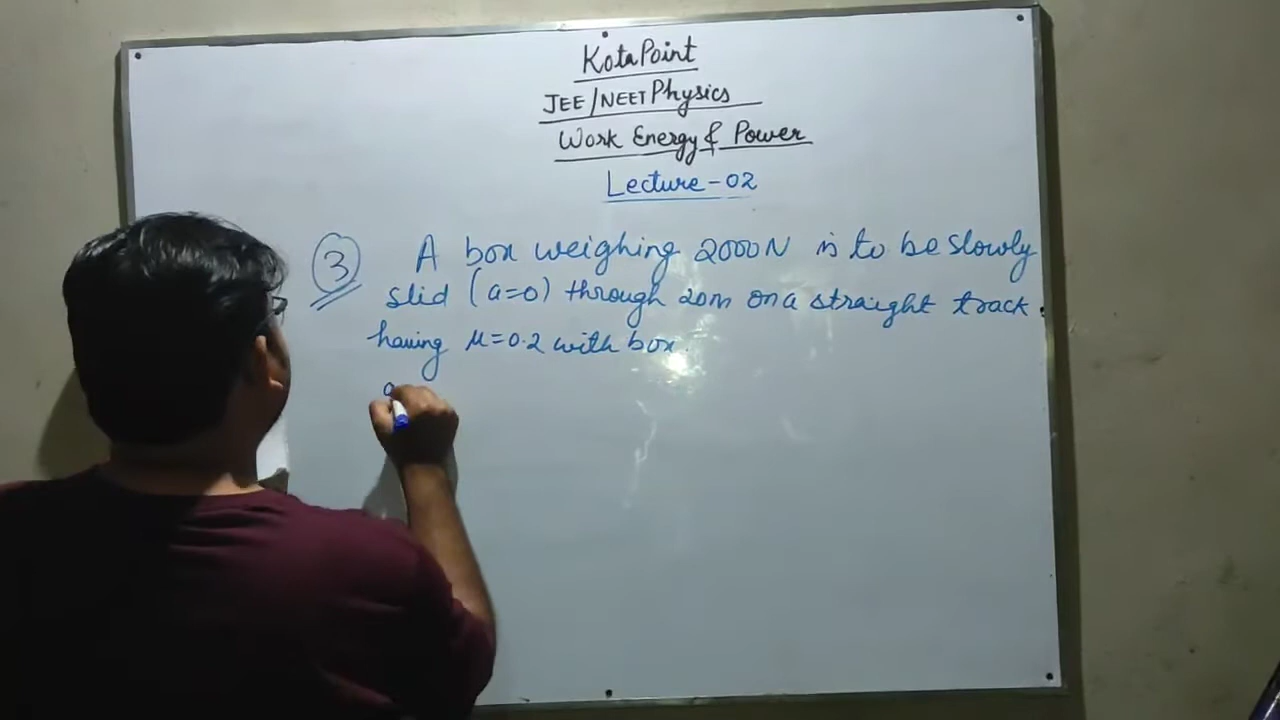 KotaPoint
JEE/NEET Physics
Work Energy & Power
Lecture-02
3 A box weighing 2000N is to be slowly
slid (a=0) through 20m on a straight track
having μ=0.2 with box.